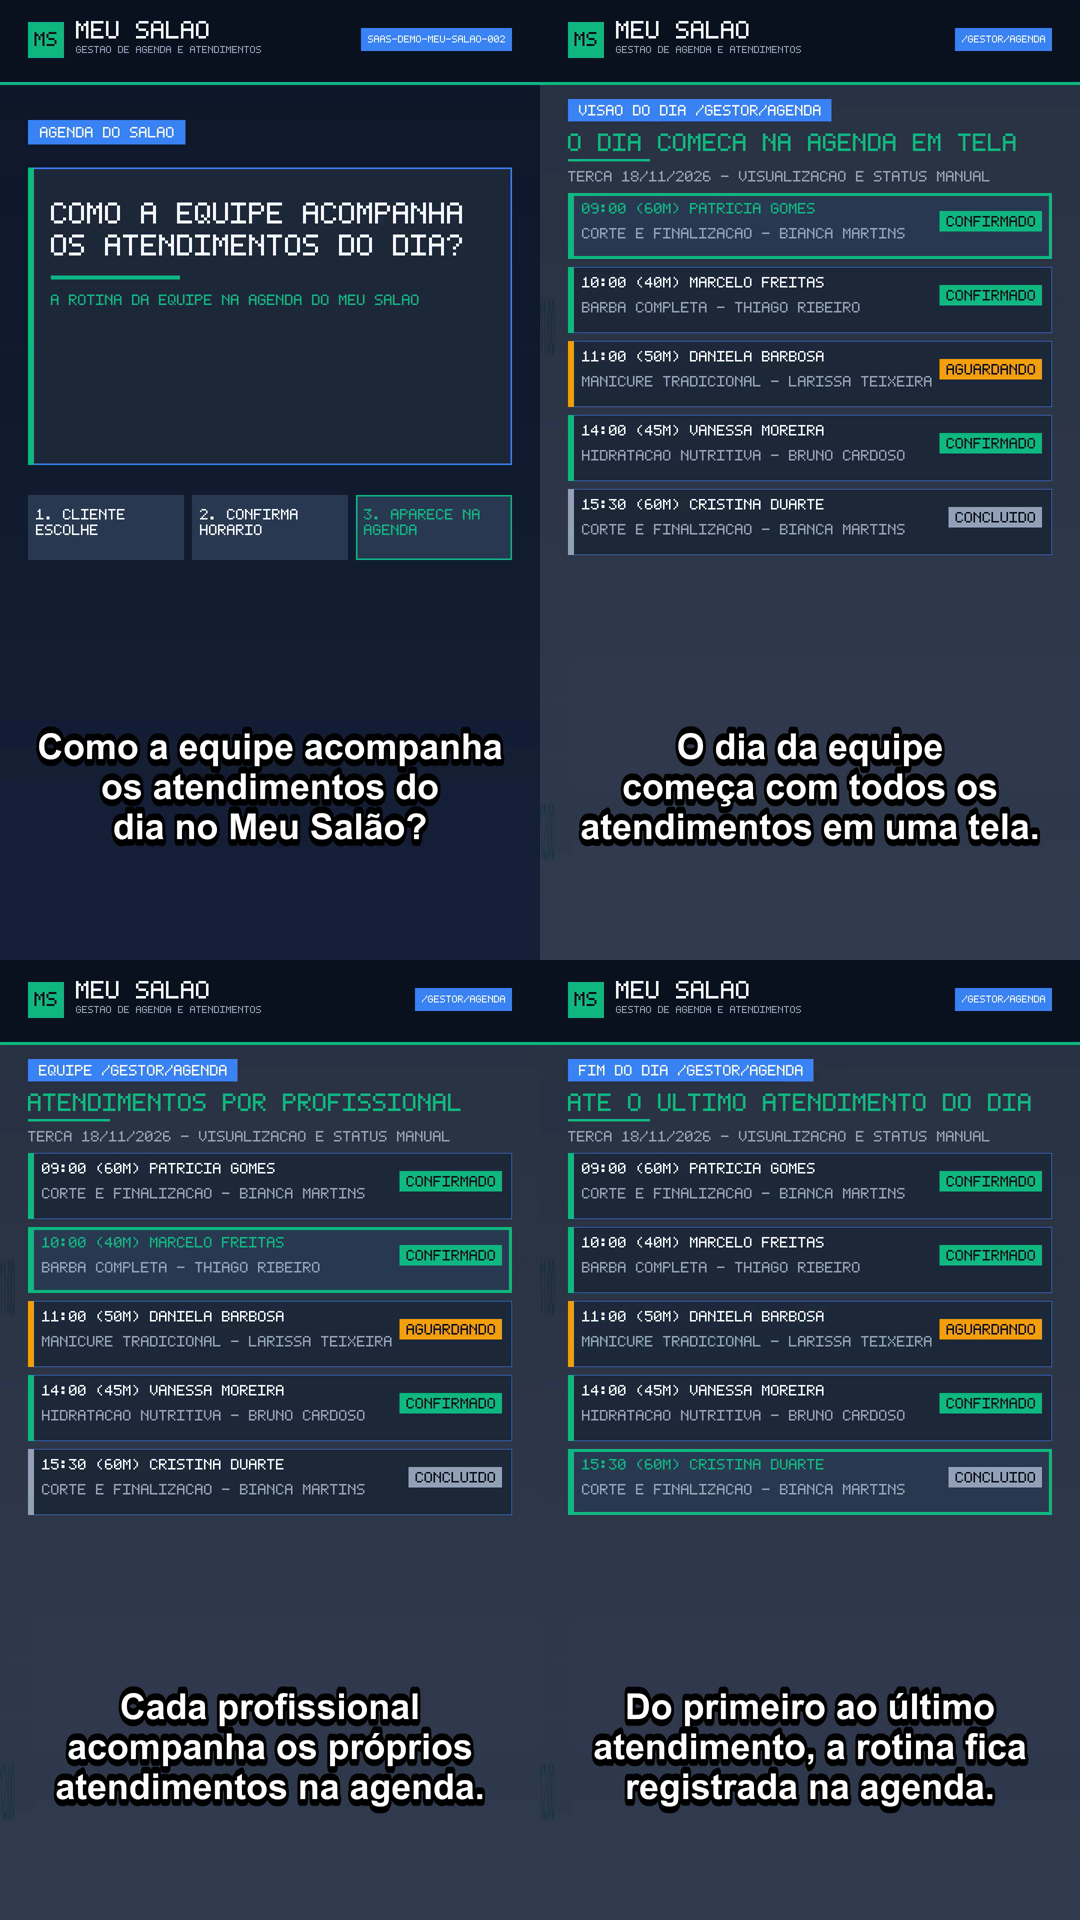 MS
MEU SALAO
GESTAO DE AGENDA E ATENDIMENTOS
SAAS-DEMO-MEU-SALAO-002
AGENDA DO SALAO
COMO A EQUIPE ACOMPANHA
OS ATENDIMENTOS DO DIA?
A ROTINA DA EQUIPE NA AGENDA DO MEU SALAO
1. CLIENTE
ESCOLHE
2. CONFIRMA
HORARIO
3. APARECE NA
AGENDA
Como a equipe acompanha
os atendimentos do
dia no Meu Salão?
MS
MEU SALAO
GESTAO DE AGENDA E ATENDIMENTOS
/GESTOR/AGENDA
VISAO DO DIA /GESTOR/AGENDA
O DIA COMECA NA AGENDA EM TELA
TERCA 18/11/2026 - VISUALIZACAO E STATUS MANUAL
09:00 (60M) PATRICIA GOMES
CORTE E FINALIZACAO - BIANCA MARTINS
CONFIRMADO
10:00 (40M) MARCELO FREITAS
BARBA COMPLETA - THIAGO RIBEIRO
CONFIRMADO
11:00 (50M) DANIELA BARBOSA
MANICURE TRADICIONAL - LARISSA TEIXEIRA
AGUARDANDO
14:00 (45M) VANESSA MOREIRA
HIDRATACAO NUTRITIVA - BRUNO CARDOSO
CONFIRMADO
15:30 (60M) CRISTINA DUARTE
CORTE E FINALIZACAO - BIANCA MARTINS
CONCLUIDO
O dia da equipe
começa com todos os
atendimentos em uma tela.
MS
MEU SALAO
GESTAO DE AGENDA E ATENDIMENTOS
/GESTOR/AGENDA
EQUIPE /GESTOR/AGENDA
ATENDIMENTOS POR PROFISSIONAL
TERCA 18/11/2026 - VISUALIZACAO E STATUS MANUAL
09:00 (60M) PATRICIA GOMES
CORTE E FINALIZACAO - BIANCA MARTINS
CONFIRMADO
10:00 (40M) MARCELO FREITAS
BARBA COMPLETA - THIAGO RIBEIRO
CONFIRMADO
11:00 (50M) DANIELA BARBOSA
MANICURE TRADICIONAL - LARISSA TEIXEIRA
AGUARDANDO
14:00 (45M) VANESSA MOREIRA
HIDRATACAO NUTRITIVA - BRUNO CARDOSO
CONFIRMADO
15:30 (60M) CRISTINA DUARTE
CORTE E FINALIZACAO - BIANCA MARTINS
CONCLUIDO
Cada profissional
acompanha os próprios
atendimentos na agenda.
MS
MEU SALAO
GESTAO DE AGENDA E ATENDIMENTOS
/GESTOR/AGENDA
FIM DO DIA /GESTOR/AGENDA
ATE O ULTIMO ATENDIMENTO DO DIA
TERCA 18/11/2026 - VISUALIZACAO E STATUS MANUAL
09:00 (60M) PATRICIA GOMES
CORTE E FINALIZACAO - BIANCA MARTINS
CONFIRMADO
10:00 (40M) MARCELO FREITAS
BARBA COMPLETA - THIAGO RIBEIRO
CONFIRMADO
11:00 (50M) DANIELA BARBOSA
MANICURE TRADICIONAL - LARISSA TEIXEIRA
AGUARDANDO
14:00 (45M) VANESSA MOREIRA
HIDRATACAO NUTRITIVA - BRUNO CARDOSO
CONFIRMADO
15:30 (60M) CRISTINA DUARTE
CORTE E FINALIZACAO - BIANCA MARTINS
CONCLUIDO
Do primeiro ao último
atendimento, a rotina fica
registrada na agenda.